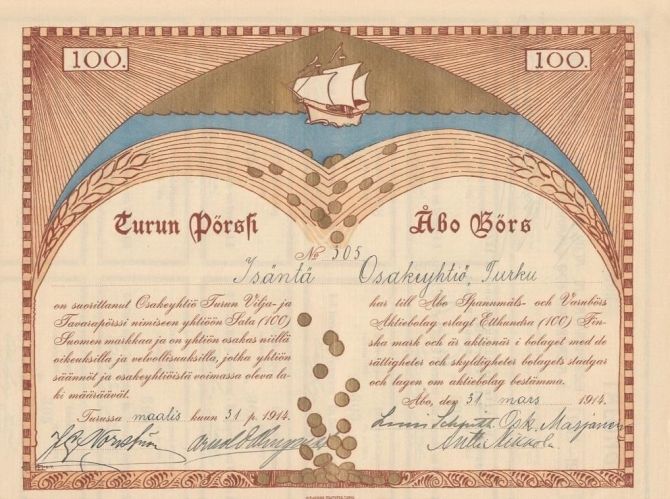 100. 100.
Turun Pörssi Åbo Börs
No 505
Isäntä Osakeyhtiö, Turku
on suorittanut Osakeyhtiö Turun Vilja- ja
Tavarapörssi nimiseen yhtiöön Sata (100)
Suomen markkaa ja on yhtiön osakas niillä
oikeuksilla ja velvollisuuksilla, jotka yhtiön
säännöt ja osakeyhtiöistä voimassa oleva la-
ki määräävät.
Turussa maalis kuun 31 p. 1914.
har till Åbo Spannmåls- och Varubörs
Aktiebolag erlagt Etthundra (100) Fin-
ska mark och är aktionär i bolaget med de
rättigheter och skyldigheter bolagets stadgar
och lagen om aktiebolag bestämma.
Åbo, den 31 mars 1914.
Osk. Marjanen